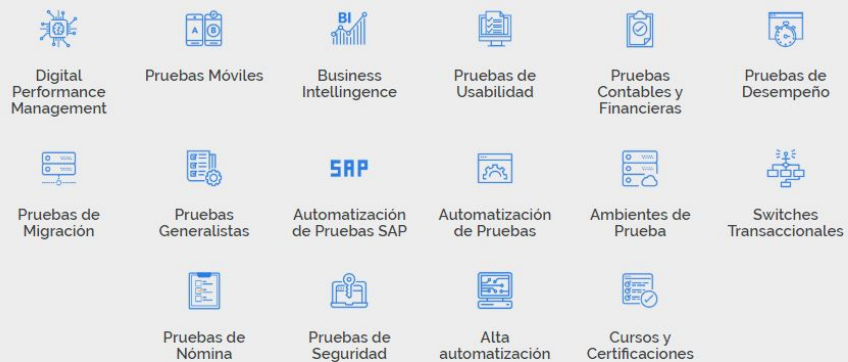 A B
BI
Digital
Performance
Management
Pruebas Móviles
Business
Intellingence
Pruebas de
Usabilidad
Pruebas
Contables y
Financieras
Pruebas de
Desempeño
Pruebas de
Migración
Pruebas
Generalistas
SAP
Automatización
de Pruebas SAP
Automatización
de Pruebas
Ambientes de
Prueba
Switches
Transaccionales
Pruebas de
Nómina
Pruebas de
Seguridad
Alta
automatización
Cursos y
Certificaciones